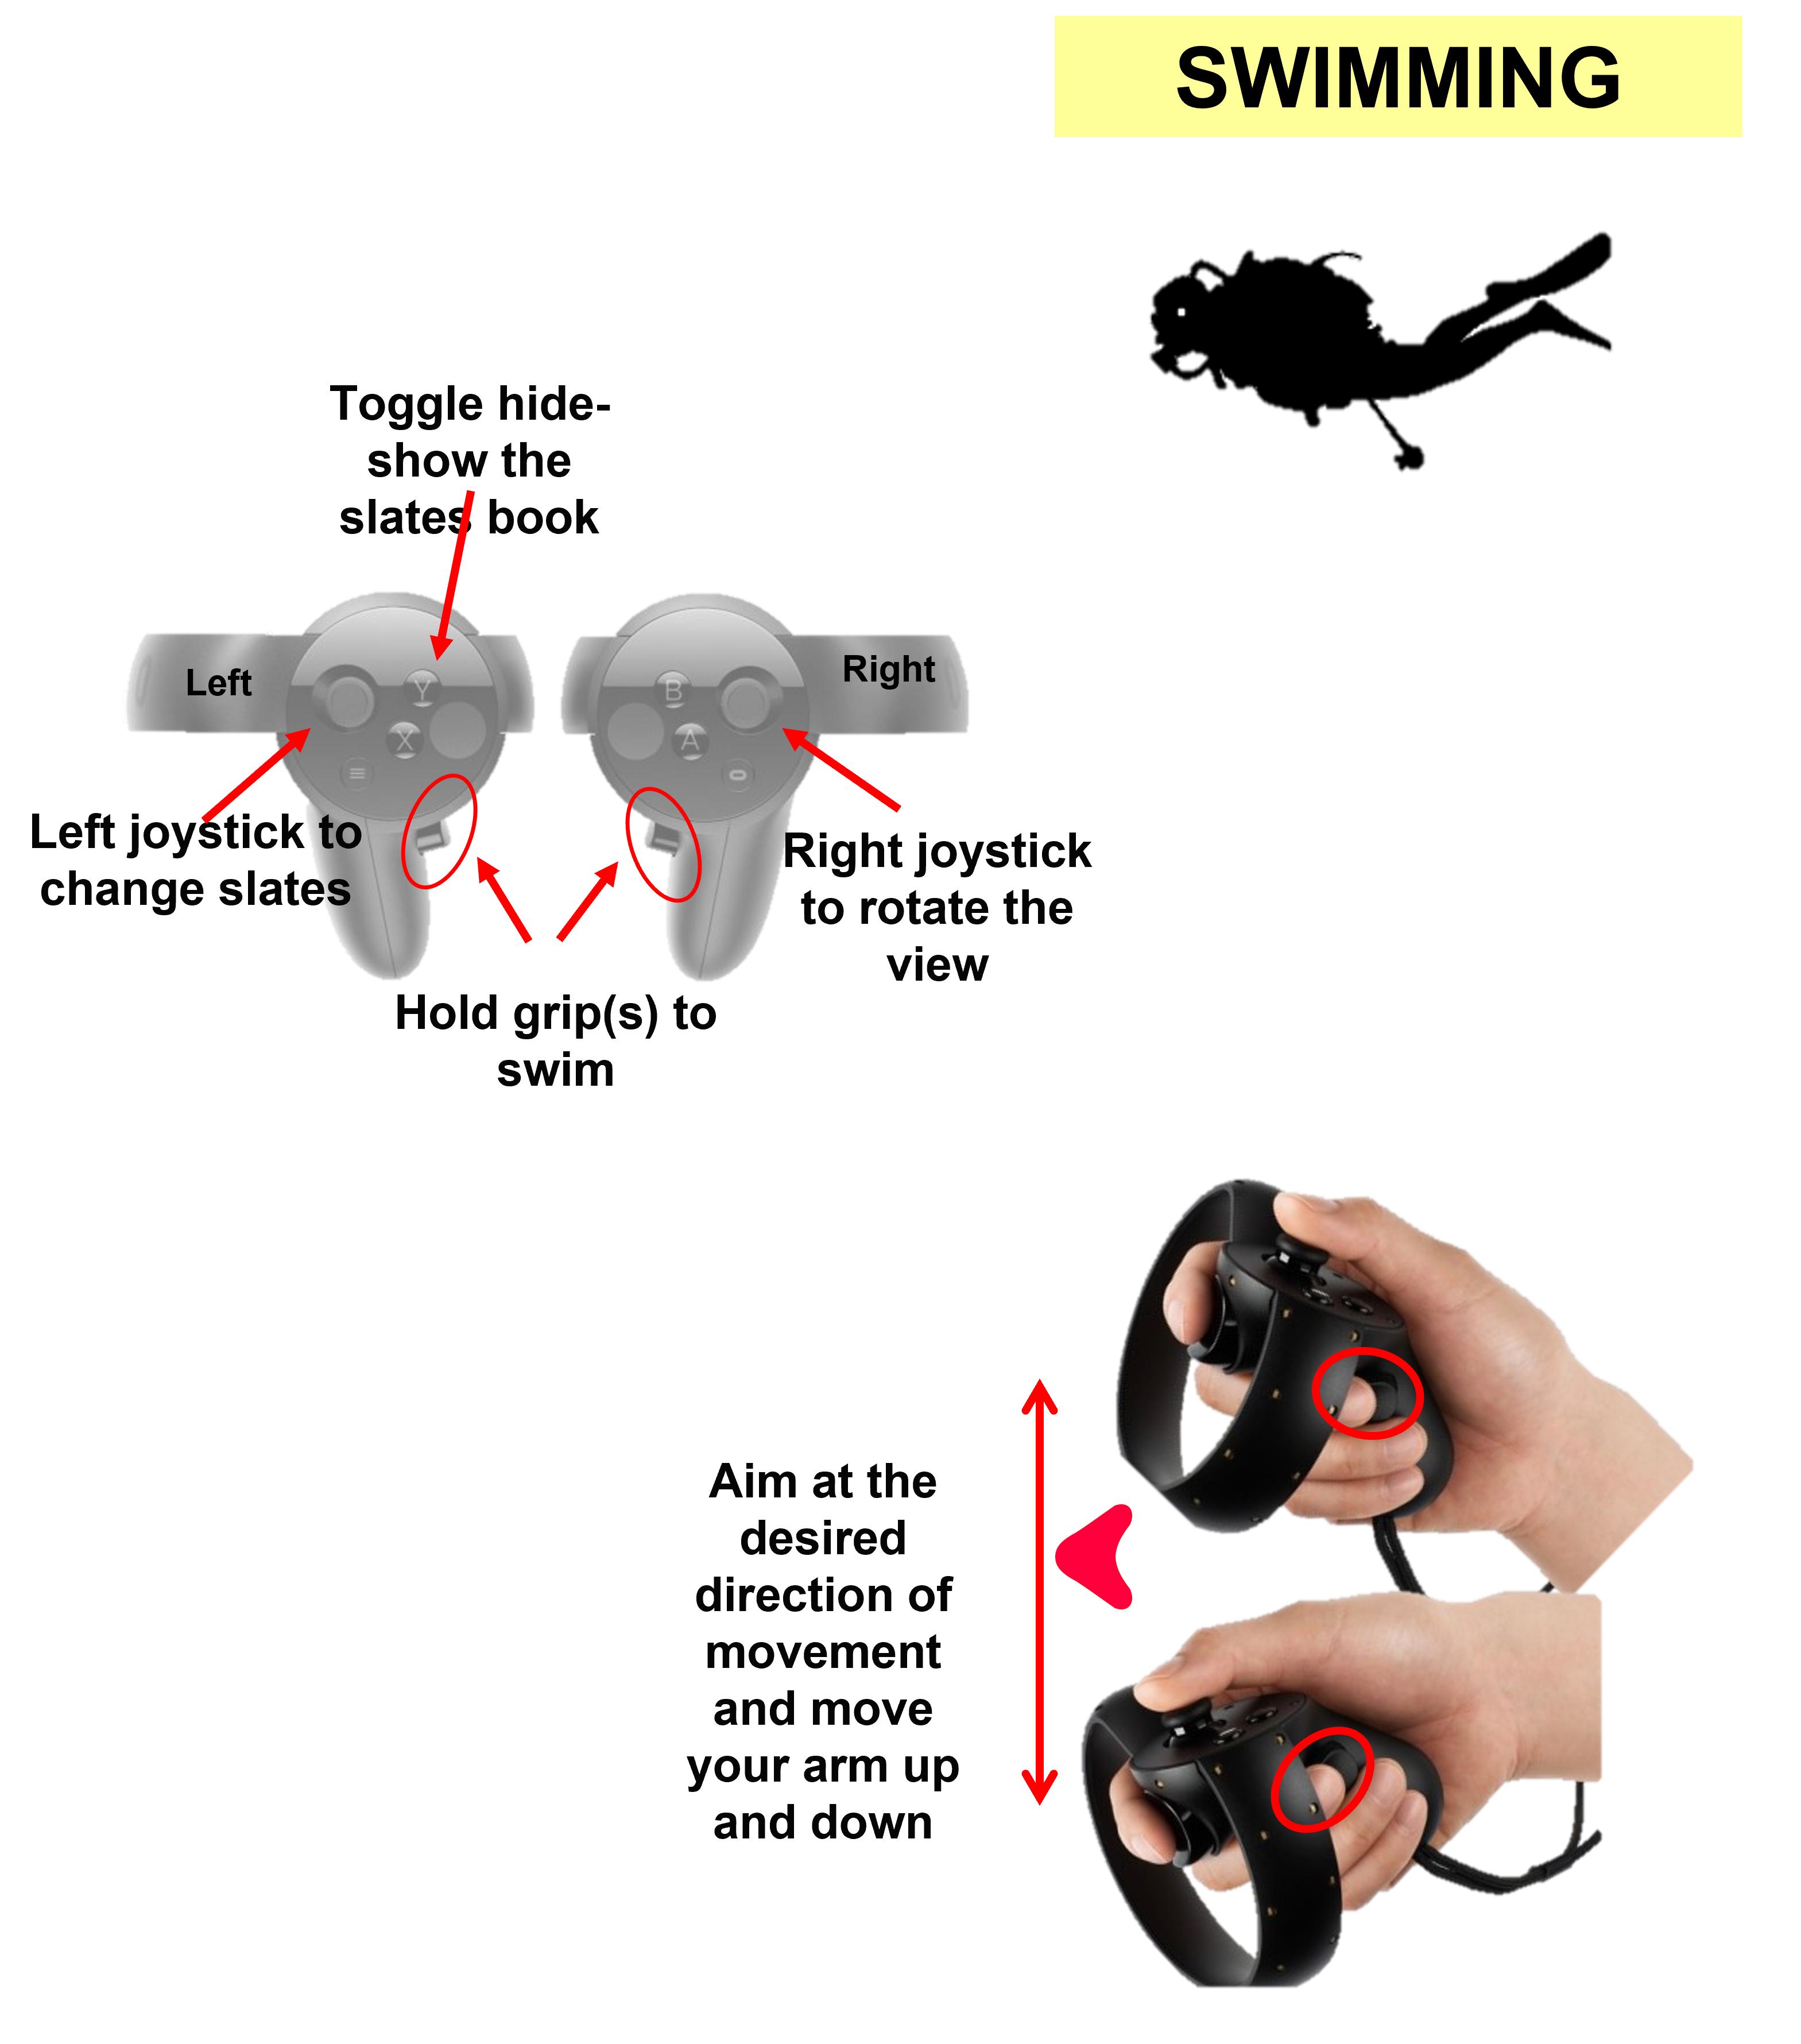 SWIMMING
Toggle hide-
show the
slates book
Left
Right
Y
X
B
A
Left joystick to
change slates
Right joystick
to rotate the
view
Hold grip(s) to
swim
Aim at the
desired
direction of
movement
and move
your arm up
and down